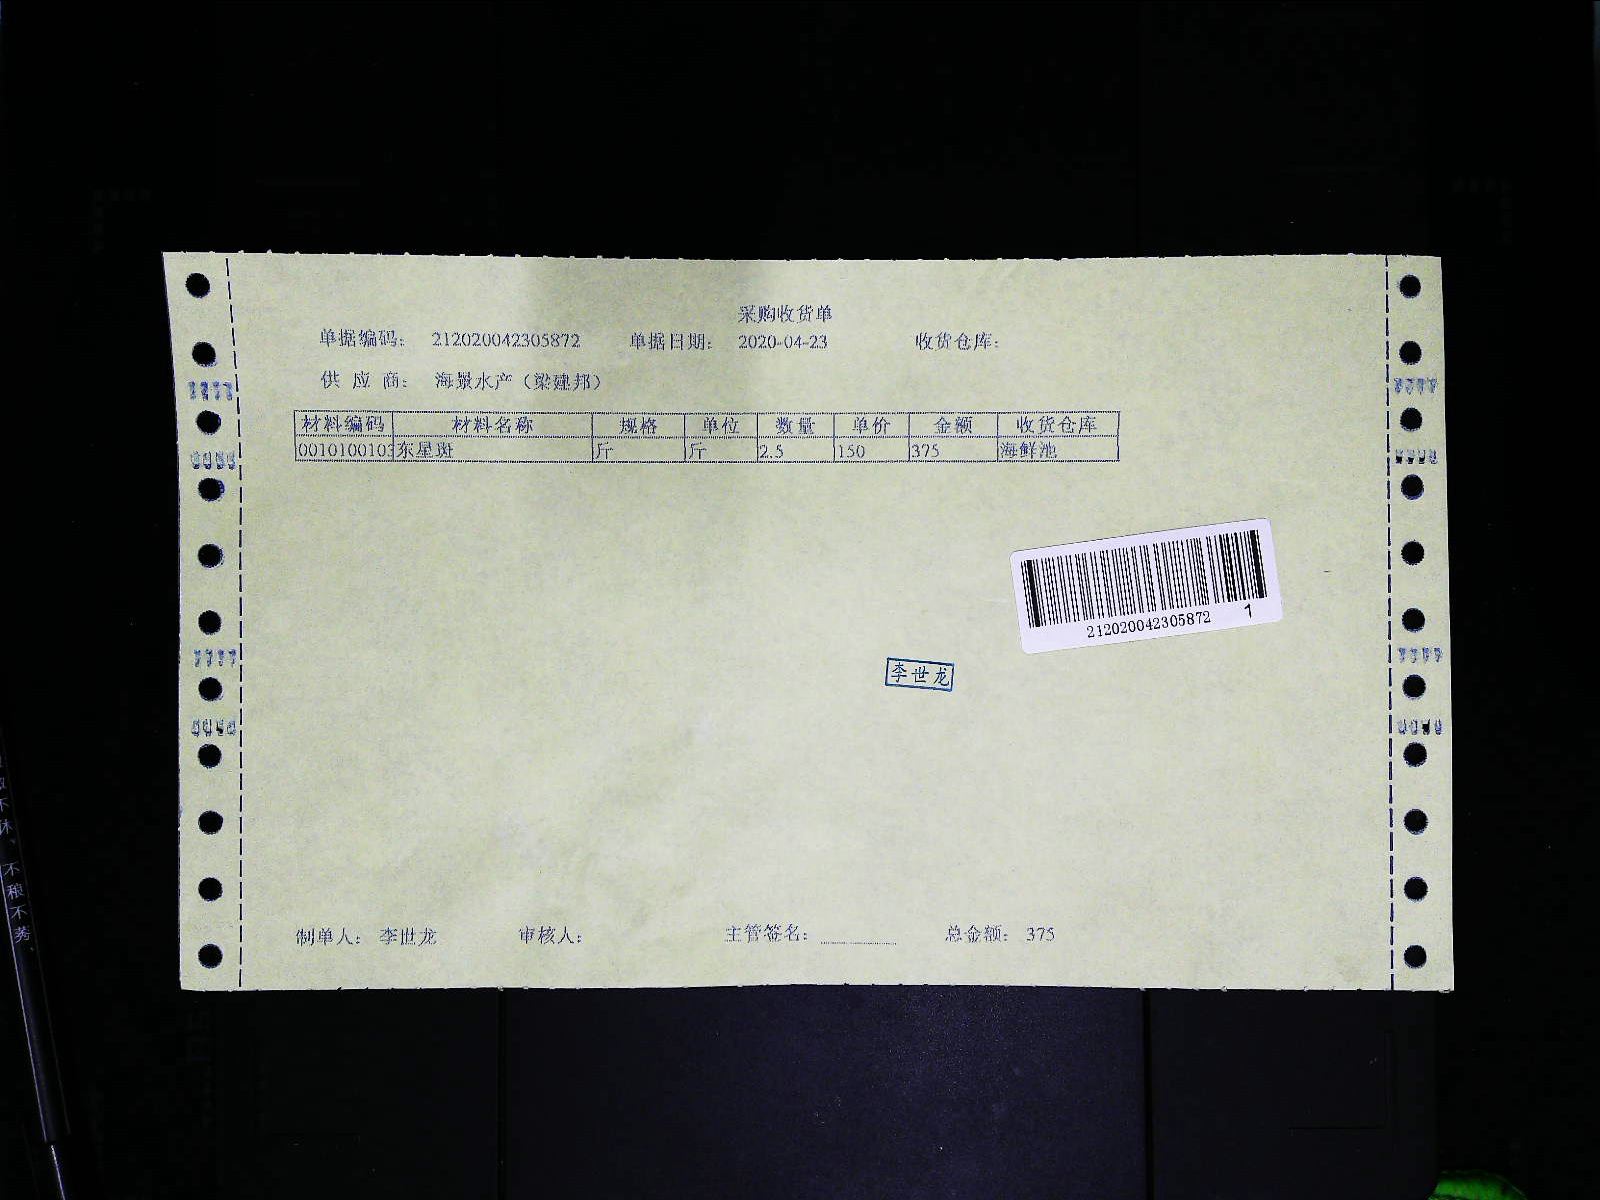 采购收货单
单据编码： 212020042305872 单据日期： 2020-04-23 收货仓库：
供 应 商： 海景水产（梁建邦）
材料编码 材料名称 规格 单位 数量 单价 金额 收货仓库
0010100103 东星斑 斤 斤 2.5 150 375 海鲜池
212020042305872 1
李世龙
制单人： 李世龙 审核人： 主管签名： 总金额： 375
不
稂
不
莠